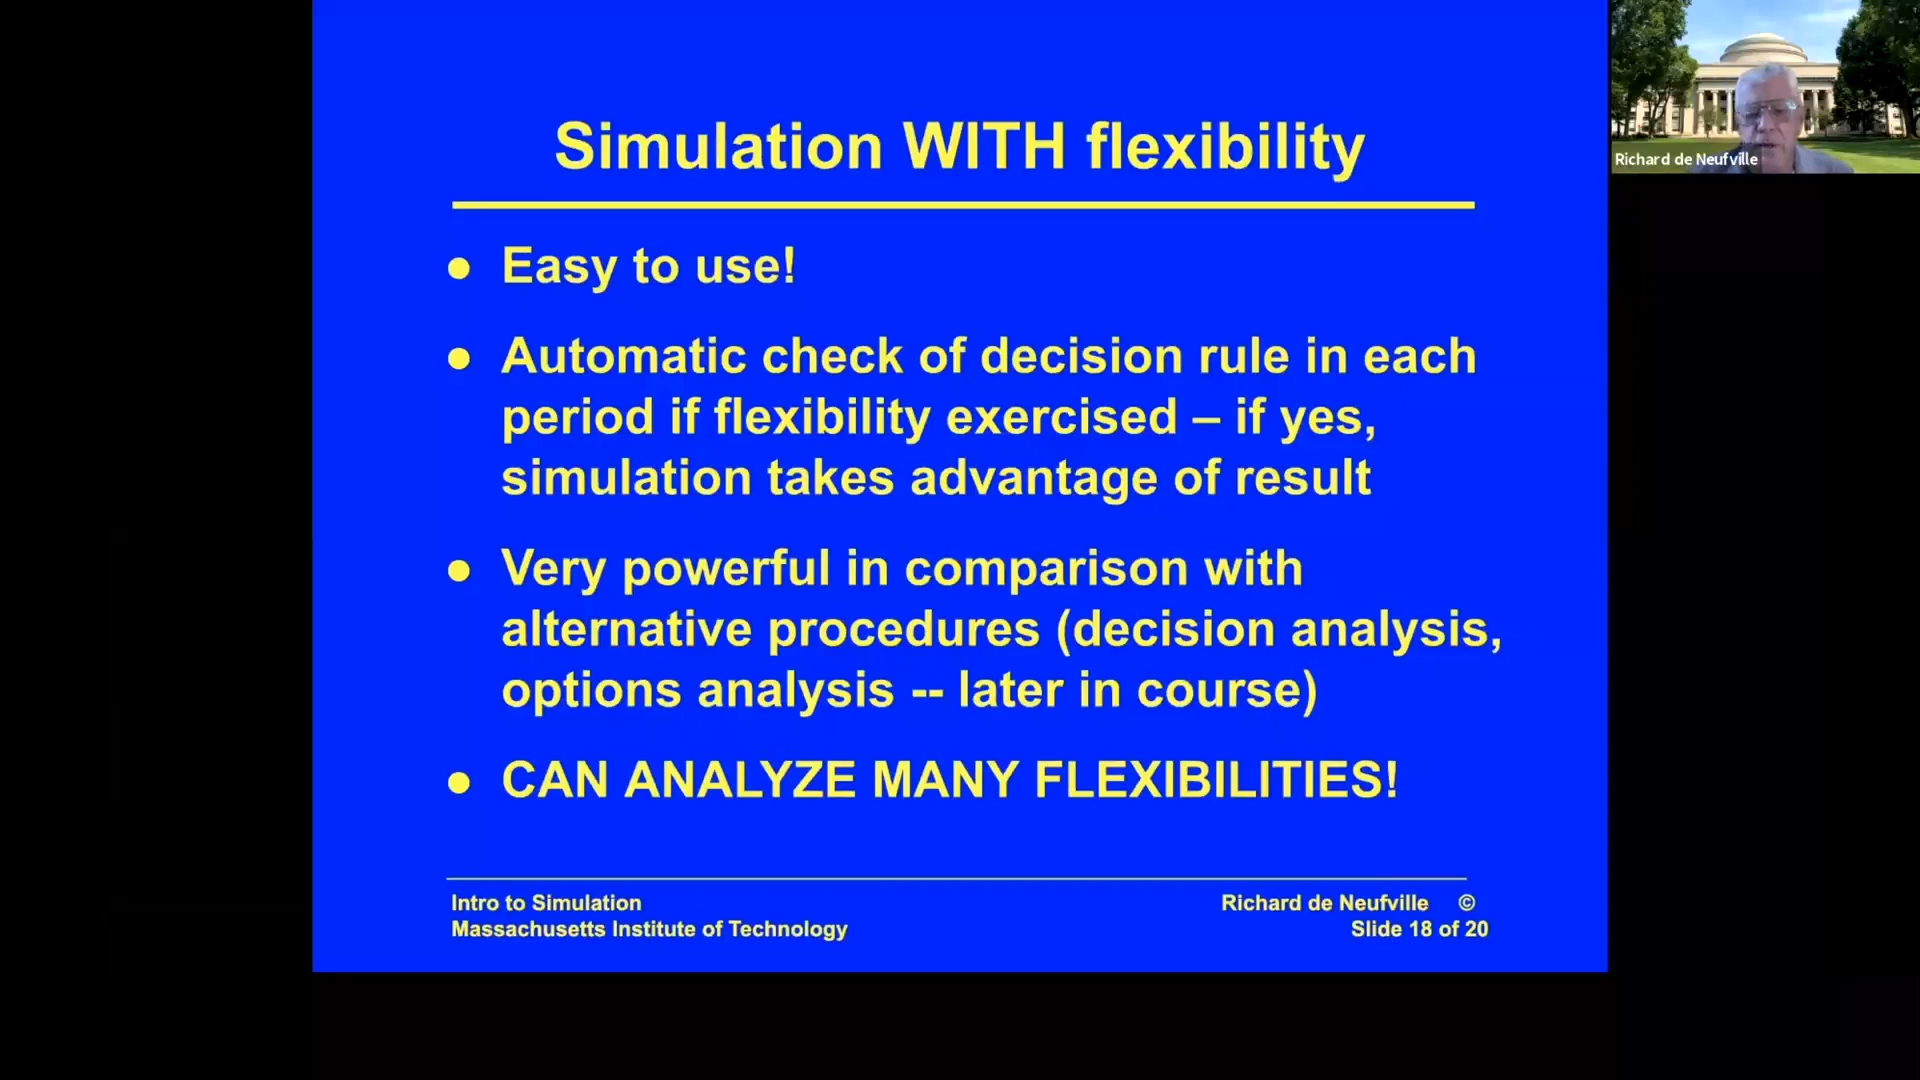 Simulation WITH flexibility
● Easy to use!
● Automatic check of decision rule in each
period if flexibility exercised – if yes,
simulation takes advantage of result
● Very powerful in comparison with
alternative procedures (decision analysis,
options analysis -- later in course)
● CAN ANALYZE MANY FLEXIBILITIES!
Intro to Simulation
Massachusetts Institute of Technology
Richard de Neufville ©
Slide 18 of 20
Richard de Neufville